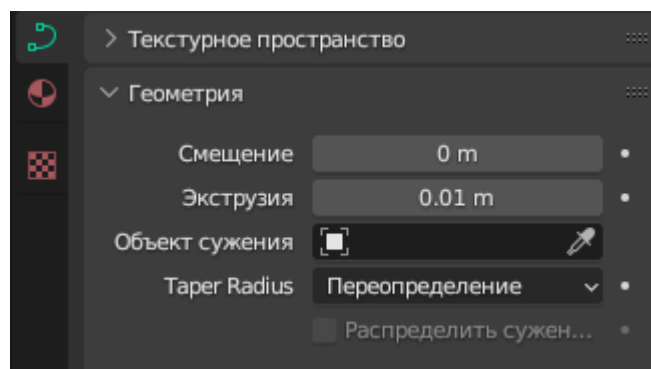 Текстурное пространство
Геометрия
Смещение 0 m
Экструзия 0.01 m
Объект сужения
Taper Radius Переопределение
Распределить сужен...